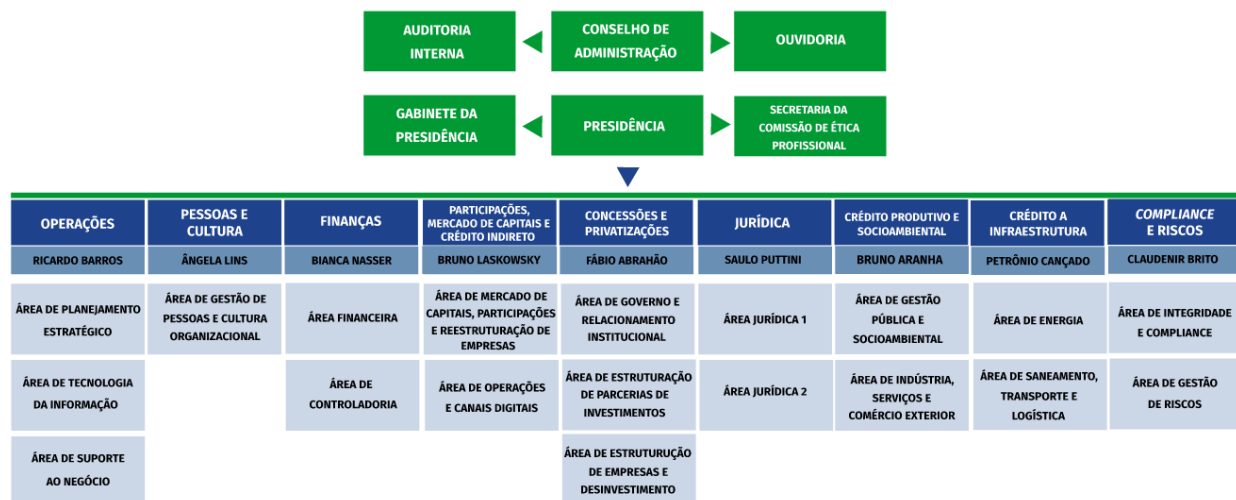 AUDITORIA
INTERNA
CONSELHO DE
ADMINISTRAÇÃO
OUVIDORIA
GABINETE DA
PRESIDÊNCIA
PRESIDÊNCIA
SECRETARIA DA
COMISSÃO DE ÉTICA
PROFISSIONAL
OPERAÇÕES
RICARDO BARROS
ÁREA DE PLANEJAMENTO
ESTRATÉGICO
ÁREA DE TECNOLOGIA
DA INFORMAÇÃO
ÁREA DE SUPORTE
AO NEGÓCIO
PESSOAS E
CULTURA
ÂNGELA LINS
ÁREA DE GESTÃO DE
PESSOAS E CULTURA
ORGANIZACIONAL
FINANÇAS
BIANCA NASSER
ÁREA FINANCEIRA
ÁREA DE
CONTROLADORIA
PARTICIPAÇÕES,
MERCADO DE CAPITAIS E
CRÉDITO INDIRETO
BRUNO LASKOWSKY
ÁREA DE MERCADO DE
CAPITAIS, PARTICIPAÇÕES
E REESTRUTURAÇÃO DE
EMPRESAS
ÁREA DE OPERAÇÕES
E CANAIS DIGITAIS
CONCESSÕES E
PRIVATIZAÇÕES
FÁBIO ABRAHÃO
ÁREA DE GOVERNO E
RELACIONAMENTO
INSTITUCIONAL
ÁREA DE ESTRUTURAÇÃO
DE PARCERIAS DE
INVESTIMENTOS
ÁREA DE ESTRUTURUÇÃO
DE EMPRESAS E
DESINVESTIMENTO
JURÍDICA
SAULO PUTTINI
ÁREA JURÍDICA 1
ÁREA JURÍDICA 2
CRÉDITO PRODUTIVO E
SOCIOAMBIENTAL
BRUNO ARANHA
ÁREA DE GESTÃO
PÚBLICA E
SOCIOAMBIENTAL
ÁREA DE INDÚSTRIA,
SERVIÇOS E
COMÉRCIO EXTERIOR
CRÉDITO A
INFRAESTRUTURA
PETRÔNIO CANÇADO
ÁREA DE ENERGIA
ÁREA DE SANEAMENTO,
TRANSPORTE E
LOGÍSTICA
COMPLIANCE
E RISCOS
CLAUDENIR BRITO
ÁREA DE INTEGRIDADE
E COMPLIANCE
ÁREA DE GESTÃO
DE RISCOS